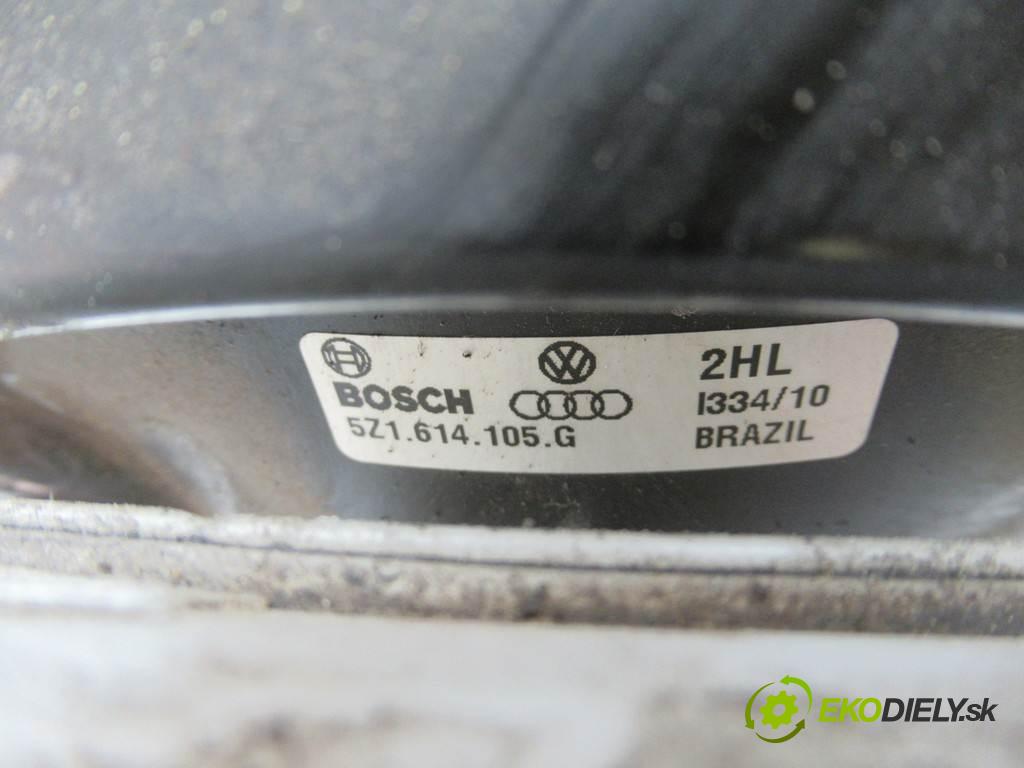 BOSCH
5Z1.614.105.G
2HL
I334/10
BRAZIL
EKODIELY.sk